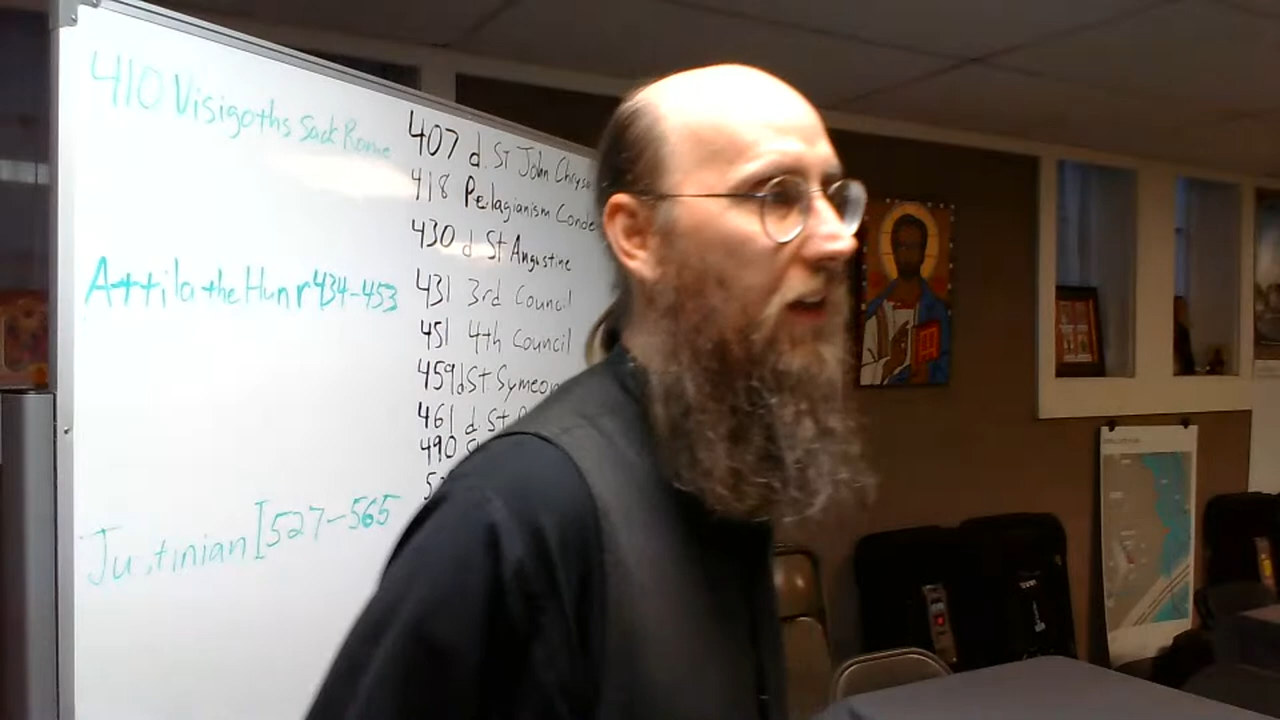 410 Visigoths Sack Rome
Attila the Hun r 434-453
Justinian [527-565
407 d. St John Chryso
418 Pelagianism Conde
430 d St Augustine
431 3rd Council
451 4th Council
459 d St Symeon
461 d St
490